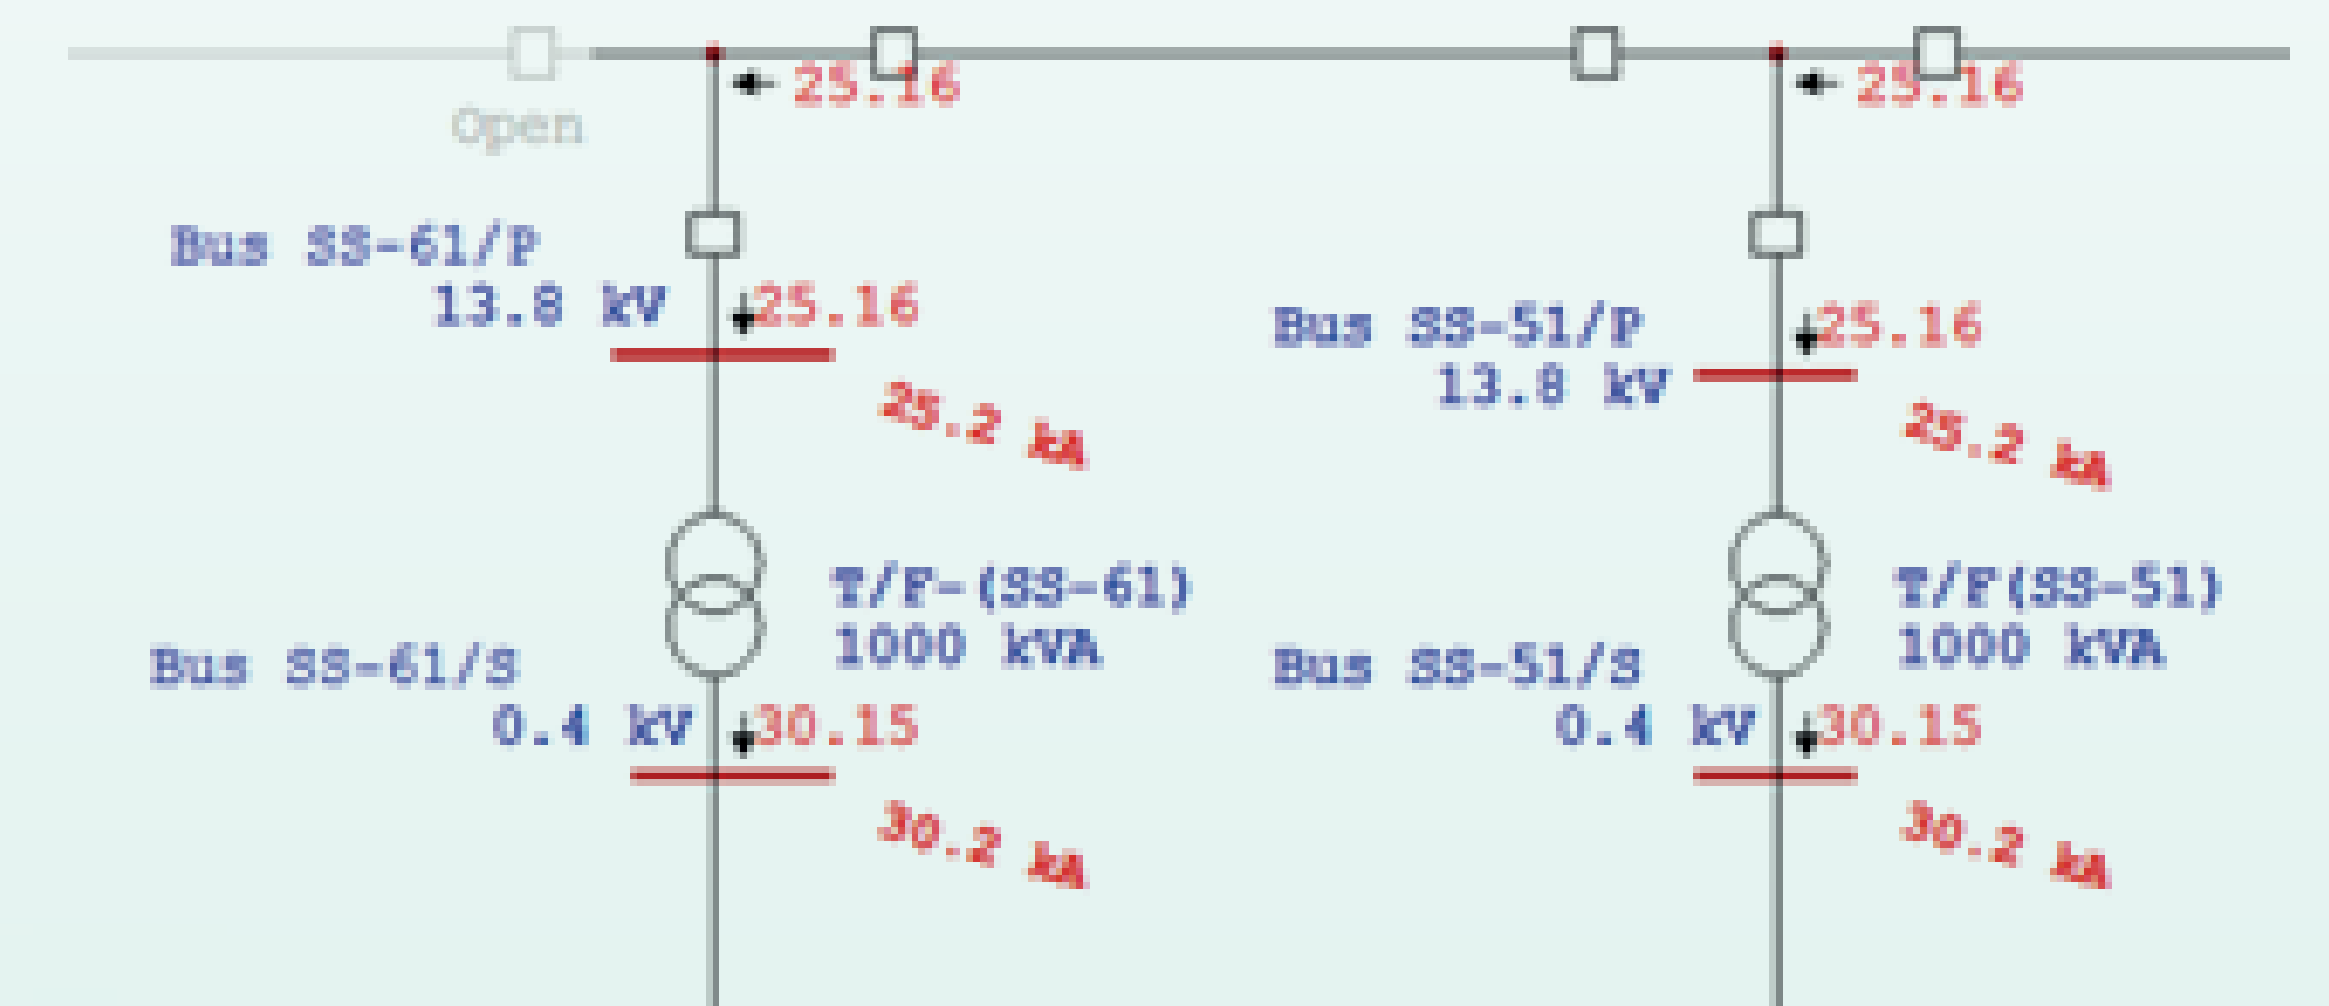 25.16
25.16
Open
Bus SS-61/P
13.8 kV
25.16
25.2 kA
Bus SS-51/P
13.8 kV
25.16
25.2 kA
T/F-(SS-61)
1000 kVA
Bus SS-61/S
0.4 kV
30.15
30.2 kA
T/F(SS-51)
1000 kVA
Bus SS-51/S
0.4 kV
30.15
30.2 kA